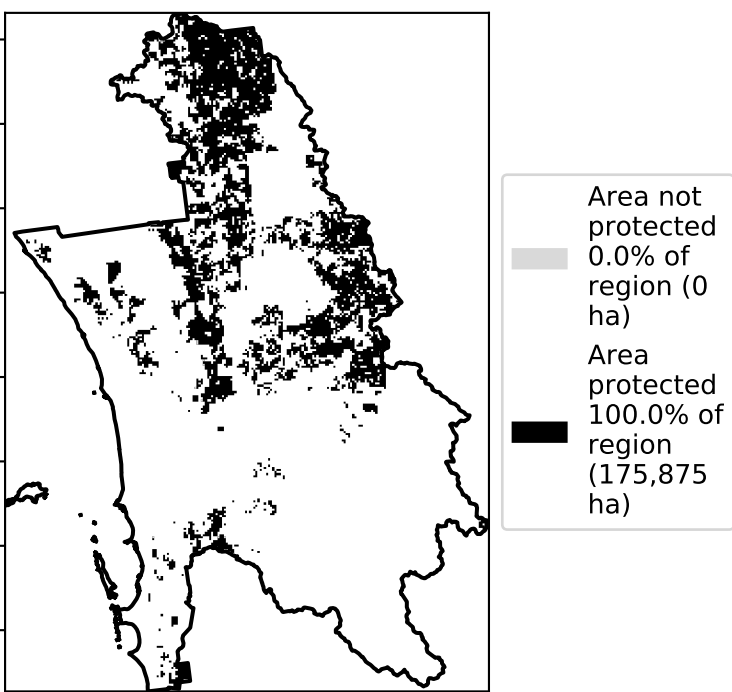 Area not
protected
0.0% of
region (0
ha)
Area
protected
100.0% of
region
(175,875
ha)